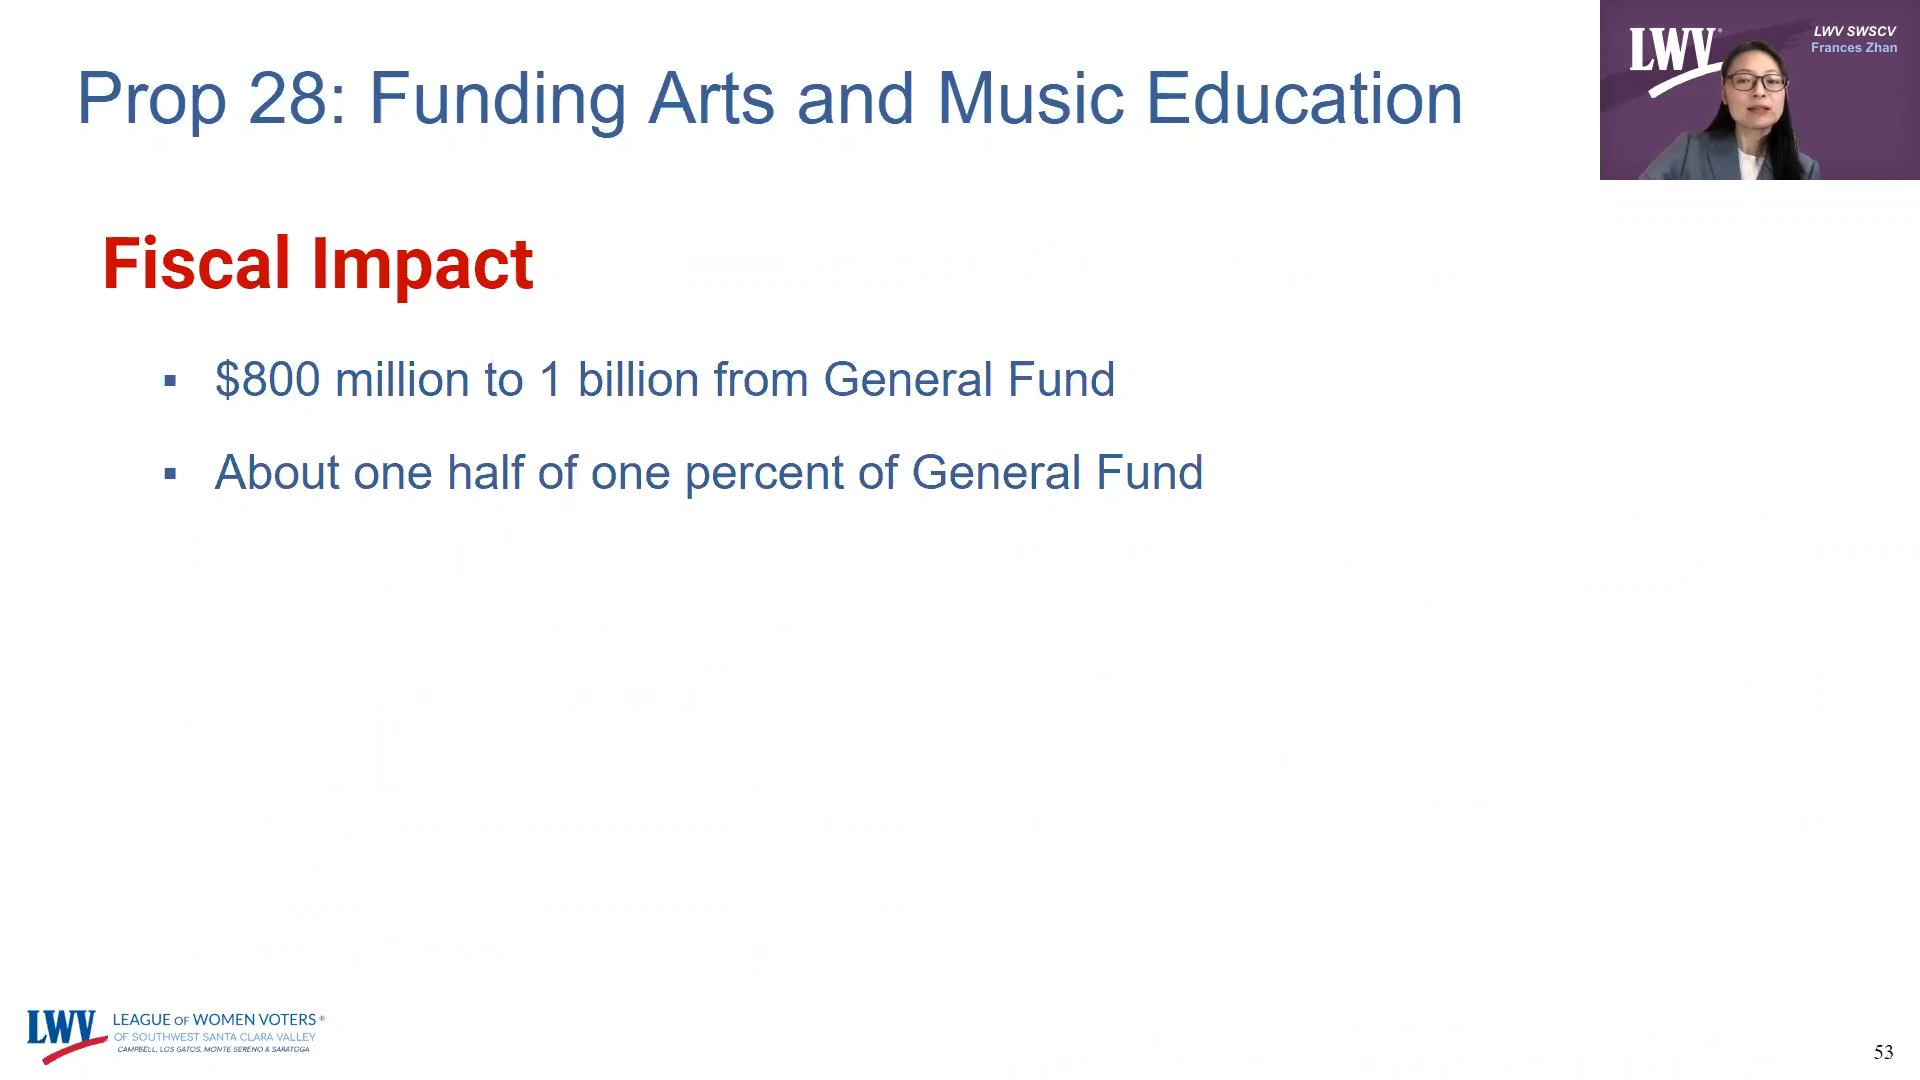 Prop 28: Funding Arts and Music Education
LWV®
LWV SWSCV
Frances Zhan
Fiscal Impact
▪ $800 million to 1 billion from General Fund
▪ About one half of one percent of General Fund
LWV
LEAGUE OF WOMEN VOTERS®
OF SOUTHWEST SANTA CLARA VALLEY
CAMPBELL, LOS GATOS, MONTE SERENO & SARATOGA
53